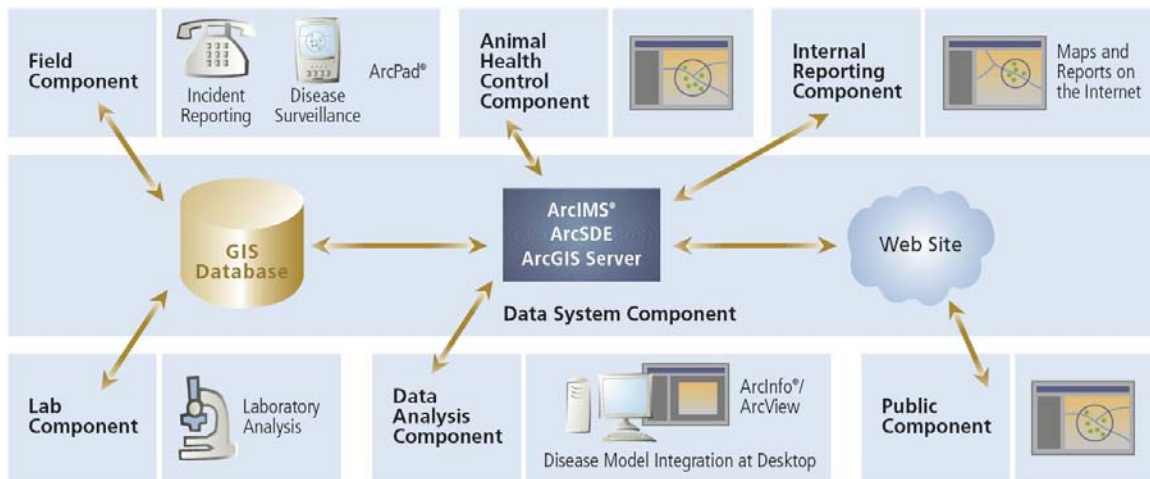 Field
Component
Incident
Reporting
Disease
Surveillance
ArcPad®
Animal
Health
Control
Component
Internal
Reporting
Component
Maps and
Reports on
the Internet
GIS
Database
ArcIMS®
ArcSDE
ArcGIS Server
Web Site
Data System Component
Lab
Component
Laboratory
Analysis
Data
Analysis
Component
ArcInfo®/
ArcView
Disease Model Integration at Desktop
Public
Component